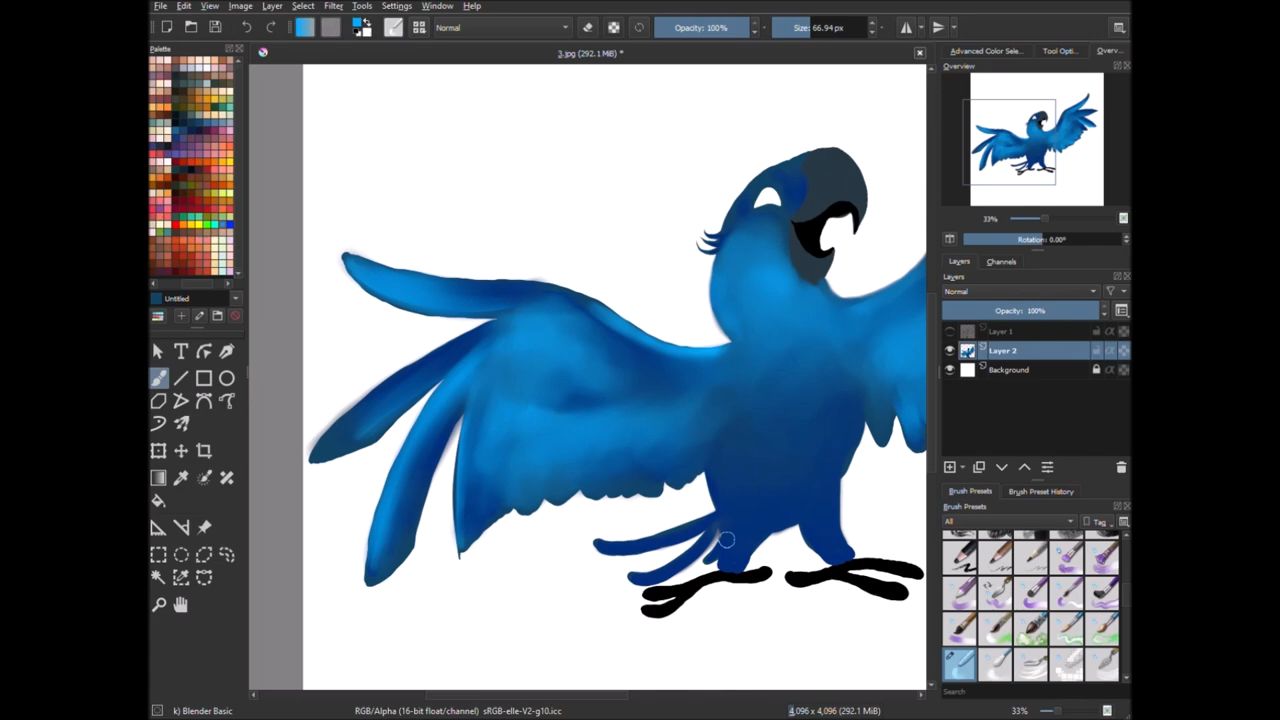 File Edit View Image Layer Select Filter Tools Settings Window Help
Normal Opacity: 100% Size: 66.94 px
Palette
3.jpg (292.1 MiB) *
Advanced Color Sele... Tool Opti... Overv...
Overview
33%
Rotation: 0.00°
Layers Channels
Layers
Normal
Opacity: 100%
Layer 1
Layer 2
Background
Untitled
Brush Presets Brush Preset History
Brush Presets
All Tag
Search
k) Blender Basic RGB/Alpha (16-bit float/channel) sRGB-elle-V2-g10.icc 4,096 x 4,096 (292.1 MiB) 33%